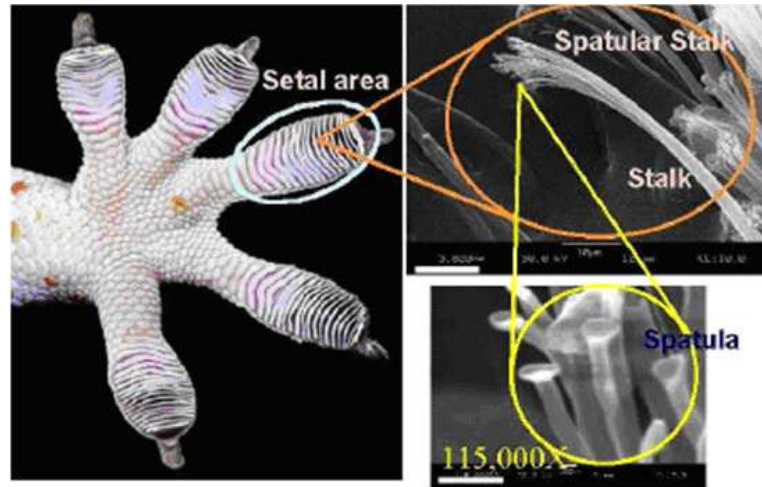 Setal area
Spatular Stalk
Stalk
Spatula
115,000X